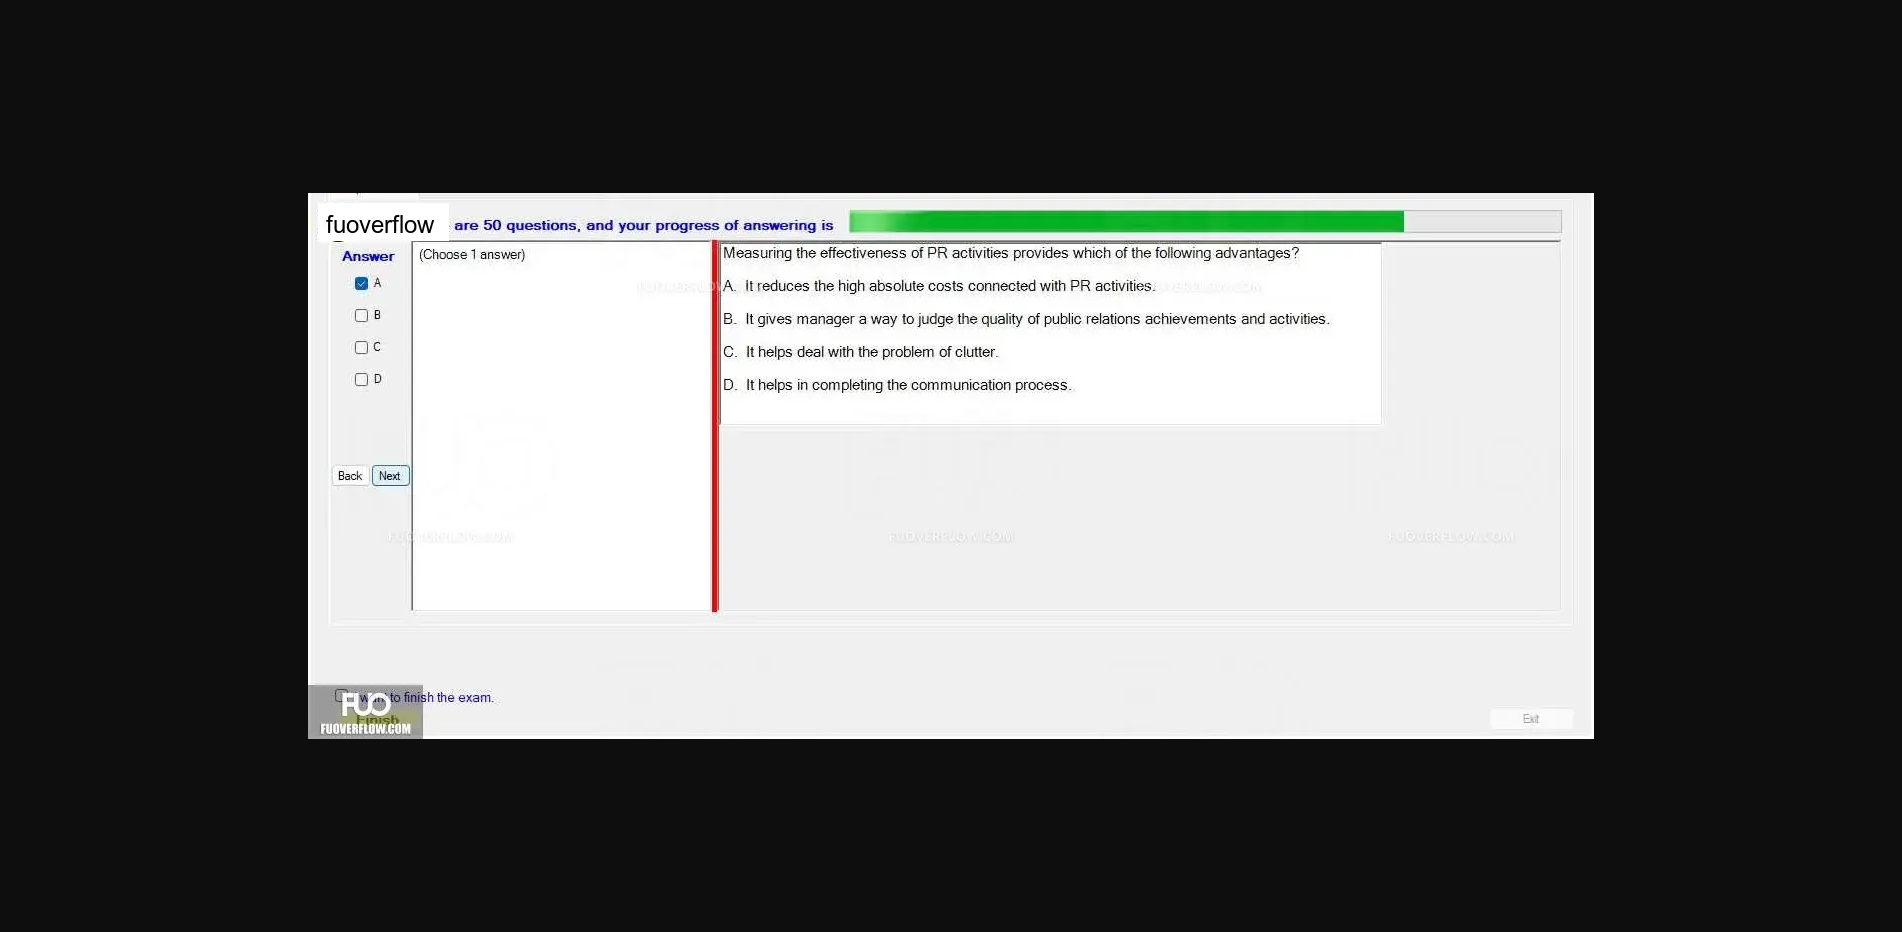 fuoverflow
are 50 questions, and your progress of answering is
Answer
(Choose 1 answer)
A
B
C
D
Back
Next
Measuring the effectiveness of PR activities provides which of the following advantages?
A. It reduces the high absolute costs connected with PR activities.
B. It gives manager a way to judge the quality of public relations achievements and activities.
C. It helps deal with the problem of clutter.
D. It helps in completing the communication process.
FUOVERFLOW.COM
FUOVERFLOW.COM
FUOVERFLOW.COM
I want to finish the exam.
FUO
Finish
FUOVERFLOW.COM
Exit